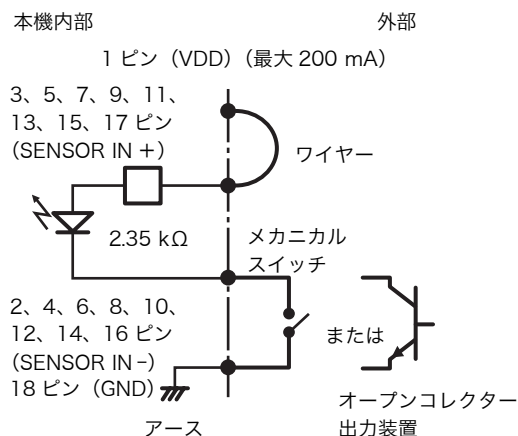 本機内部
外部
1 ピン（VDD）（最大 200 mA）
3、5、7、9、11、
13、15、17 ピン
（SENSOR IN +）
ワイヤー
2.35 kΩ
メカニカル
スイッチ
2、4、6、8、10、
12、14、16 ピン
（SENSOR IN −）
18 ピン（GND）
または
アース
オープンコレクター
出力装置